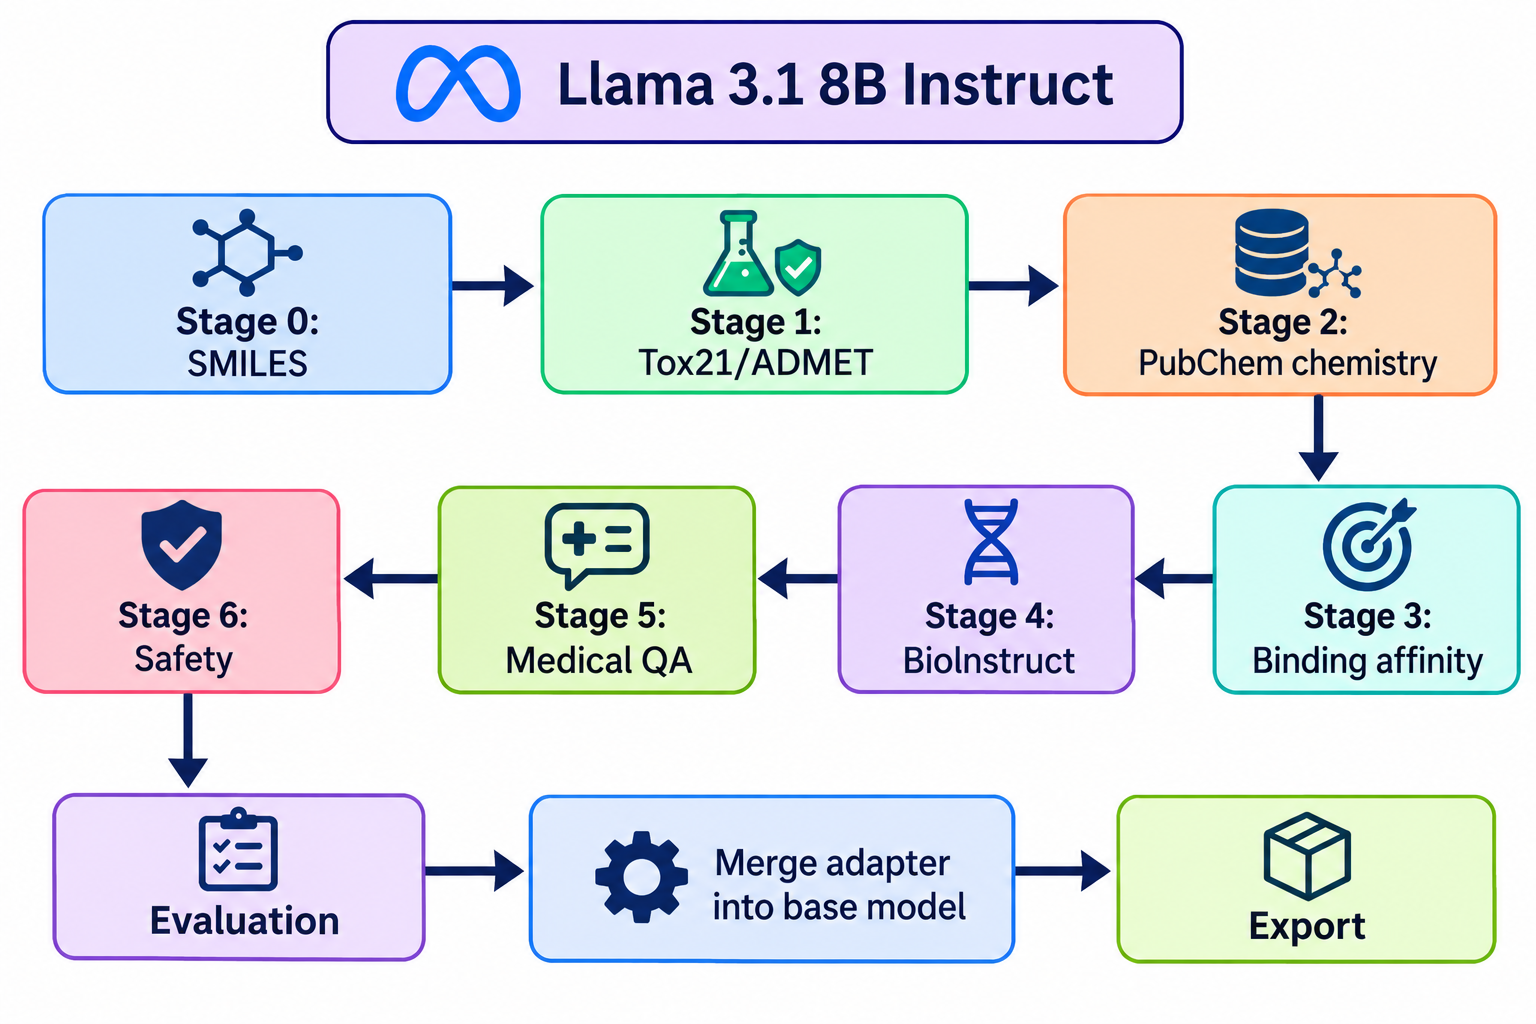 Llama 3.1 8B Instruct
Stage 0:
SMILES
Stage 1:
Tox21/ADMET
Stage 2:
PubChem chemistry
Stage 3:
Binding affinity
Stage 4:
BioInstruct
Stage 5:
Medical QA
Stage 6:
Safety
Evaluation
Merge adapter
into base model
Export